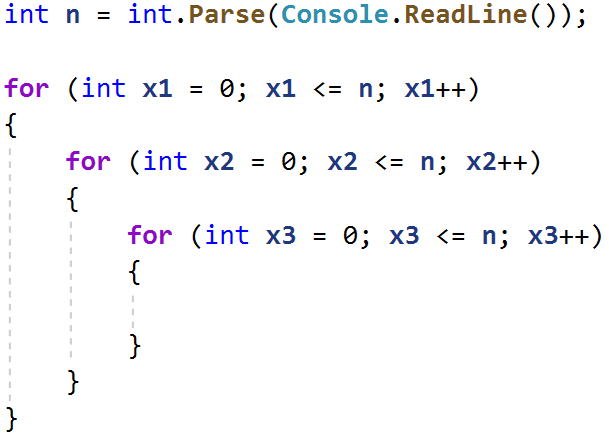 int n = int.Parse(Console.ReadLine());
for (int x1 = 0; x1 <= n; x1++)
{
for (int x2 = 0; x2 <= n; x2++)
{
for (int x3 = 0; x3 <= n; x3++)
{
}
}
}